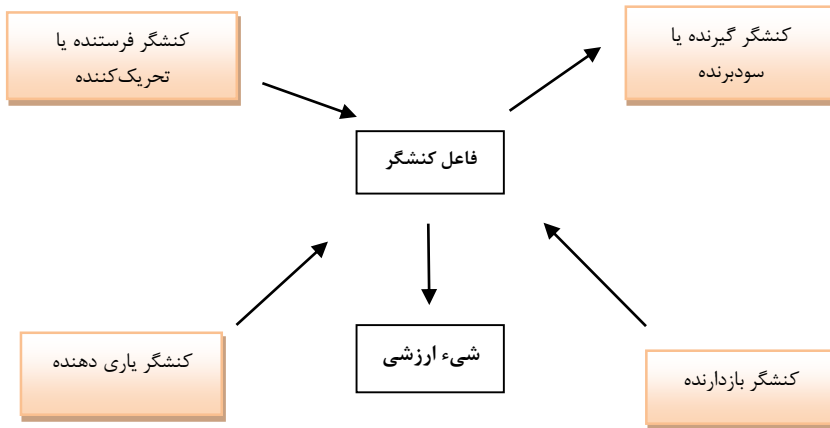 کنشگر گیرنده یا
سودبرنده
کنشگر فرستنده یا
تحریک‌کننده
فاعل کنشگر
شیء ارزشی
کنشگر بازدارنده
کنشگر یاری دهنده